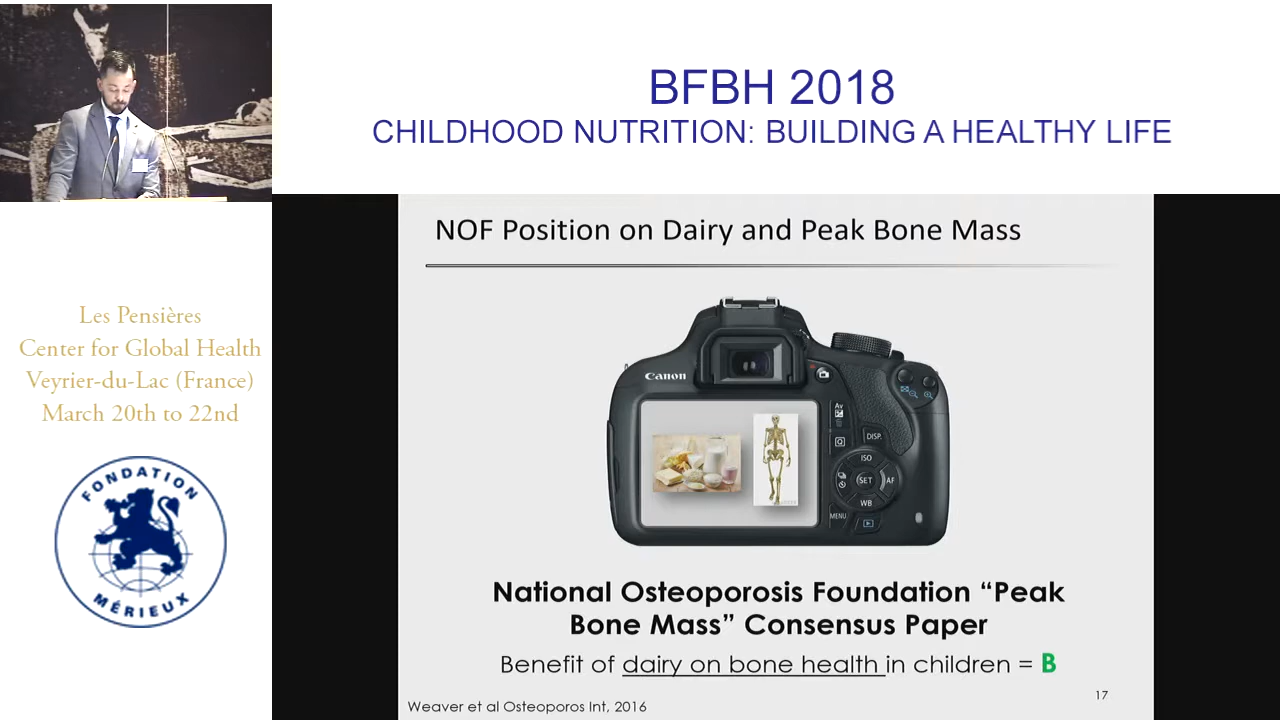 BFBH 2018
CHILDHOOD NUTRITION: BUILDING A HEALTHY LIFE
Les Pensières
Center for Global Health
Veyrier-du-Lac (France)
March 20th to 22nd
FONDATION
MÉRIEUX
NOF Position on Dairy and Peak Bone Mass
Canon
Av
DISP.
ISO
SET
AF
WB
MENU
National Osteoporosis Foundation “Peak
Bone Mass” Consensus Paper
Benefit of dairy on bone health in children = B
Weaver et al Osteoporos Int, 2016
17